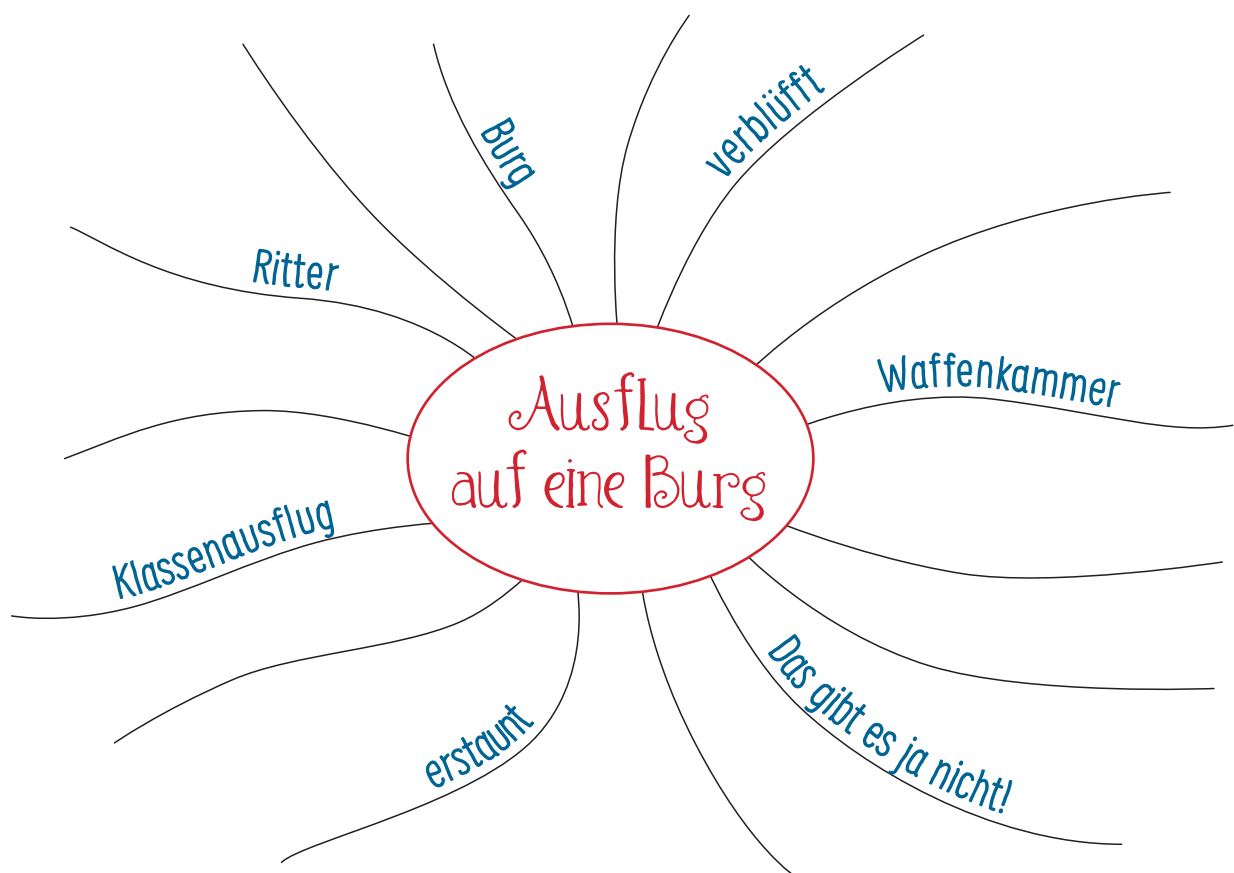 Burg
verblüfft
Ritter
Waffenkammer
Ausflug
auf eine Burg
Klassenausflug
erstaunt
Das gibt es ja nicht!